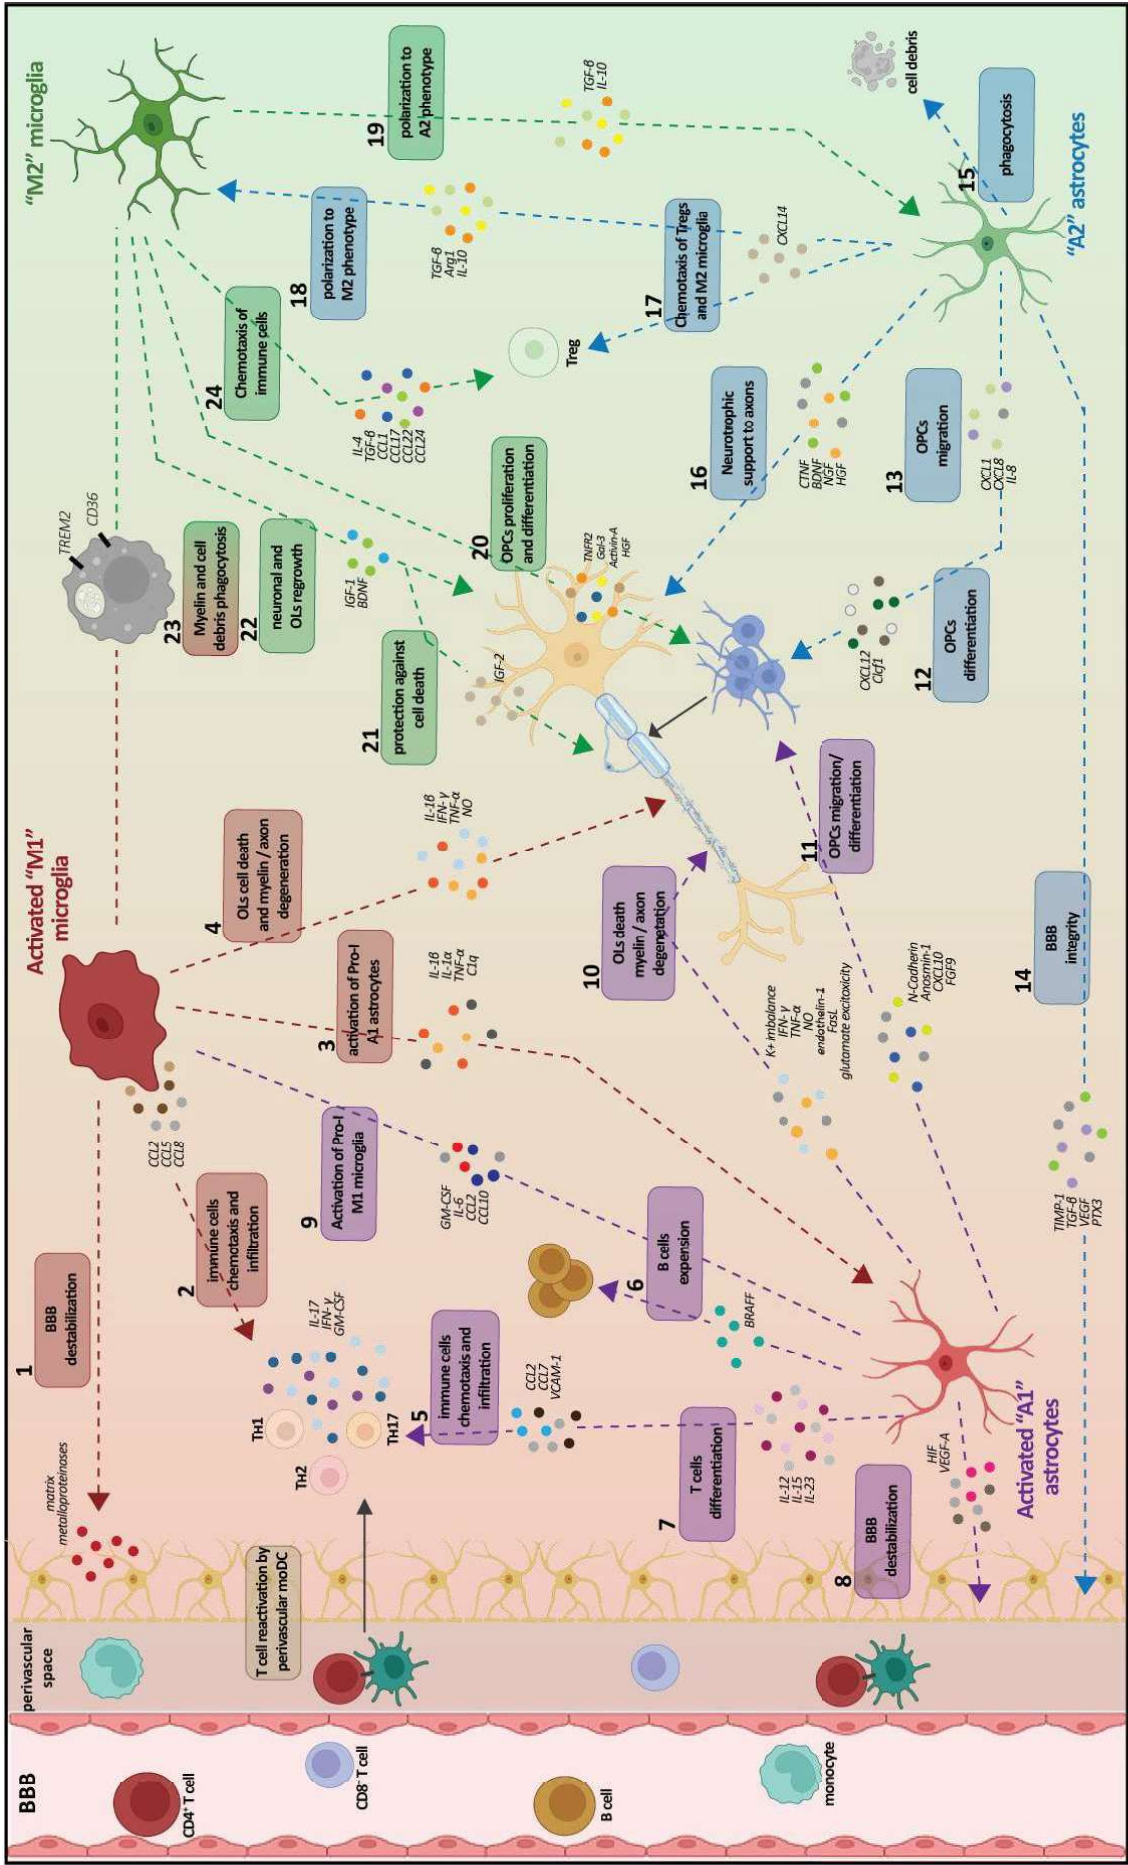 BBB
perivascular
space
CD4⁺ T cell
CD8⁻ T cell
B cell
monocyte
T cell reactivation by
perivascular moDC
Activated “M1”
microglia
“M2” microglia
Activated “A1”
astrocytes
“A2” astrocytes
1
BBB
destabilization
matrix
metalloproteinases
2
immune cells
chemotaxis and
infiltration
CCL2
CCL5
CCL8
TH1
TH2
TH17
IL-17
IFN-γ
GM-CSF
3
activation of Pro-I
A1 astrocytes
IL-1β
IL-1α
TNF-α
C1q
4
OLs cell death
and myelin / axon
degeneration
IL-1β
IFN-γ
TNF-α
NO
5
immune cells
chemotaxis and
infiltration
CCL2
CCL7
VCAM-1
6
B cells
expension
BRAFF
7
T cells
differentiation
IL-12
IL-15
IL-23
8
BBB
destabilization
HIF
VEGF-A
9
Activation of Pro-I
M1 microglia
GM-CSF
IL-6
CCL2
CCL10
10
OLs death
myelin / axon
degenetation
K+ imbalance
IFN-γ
TNF-α
NO
endothelin-1
FasL
glutamate excitoxicity
11
OPCs migration/
differentiation
N-Cadherin
Anosmin-1
CXCL10
FGF9
12
OPCs
differentiation
CXCL12
Clcf1
13
OPCs
migration
CXCL1
CXCL8
IL-8
14
BBB
integrity
TIMP-1
TGF-β
VEGF
PTX3
15
phagocytosis
cell debris
16
Neurotrophic
support to axons
CTNF
BDNF
NGF
HGF
17
Chemotaxis of Tregs
and M2 microglia
CXCL14
Treg
18
polarization to
M2 phenotype
TGF-β
Arg1
IL-10
19
polarization to
A2 phenotype
TGF-β
IL-10
20
OPCs proliferation
and differentiation
TNFR2
Gal-3
Activin-A
HGF
21
protection against
cell death
IGF-2
22
neuronal and
OLs regrowth
IGF-1
BDNF
23
Myelin and cell
debris phagocytosis
TREM2
CD36
24
Chemotaxis of
immune cells
IL-4
TGF-β
CCL1
CCL17
CCL22
CCL24